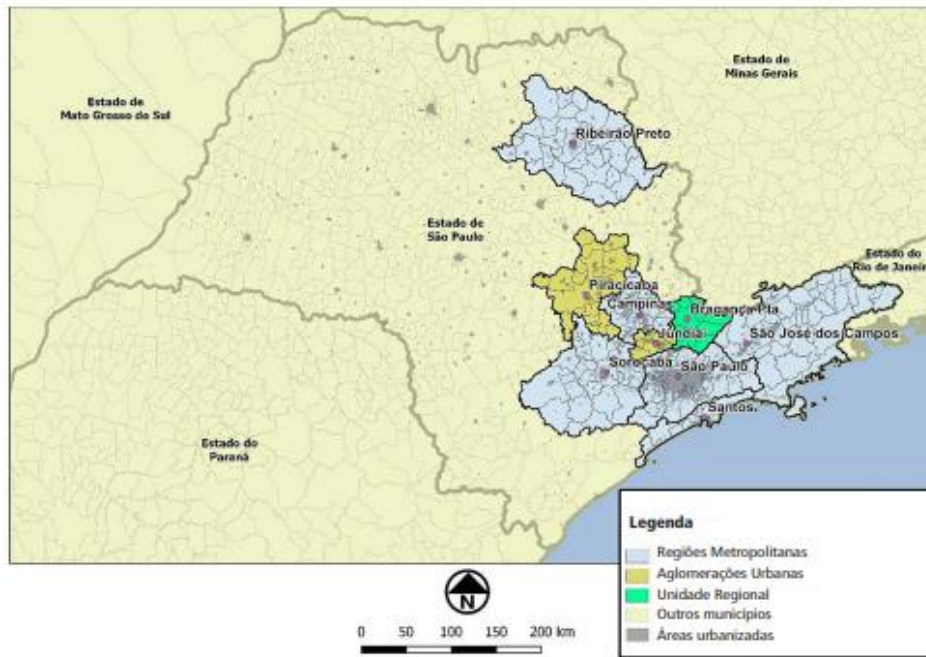 Estado de
Minas Gerais
Estado de
Mato Grosso do Sul
Ribeirão Preto
Estado de
São Paulo
Estado do
Rio de Janeir
Piracicaba
Campinas
Bragança Pta
Jundiaí
São José dos Campos
Sorocaba
São Paulo
Santos
Estado do
Paraná
Legenda
Regiões Metropolitanas
Aglomerações Urbanas
Unidade Regional
Outros municípios
Áreas urbanizadas
N
0 50 100 150 200 km